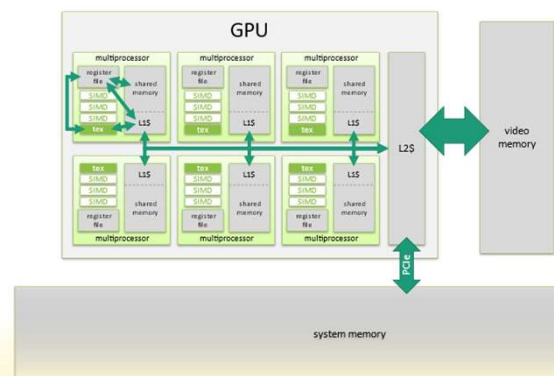 GPU
multiprocessor
multiprocessor
multiprocessor
register
file
SIMD
SIMD
SIMD
tex
shared
memory
L1$
register
file
SIMD
SIMD
SIMD
tex
shared
memory
L1$
register
file
SIMD
SIMD
SIMD
tex
shared
memory
L1$
L2$
video
memory
tex
SIMD
SIMD
SIMD
register
file
L1$
shared
memory
tex
SIMD
SIMD
SIMD
register
file
L1$
shared
memory
tex
SIMD
SIMD
SIMD
register
file
L1$
shared
memory
multiprocessor
multiprocessor
multiprocessor
PCIe
system memory